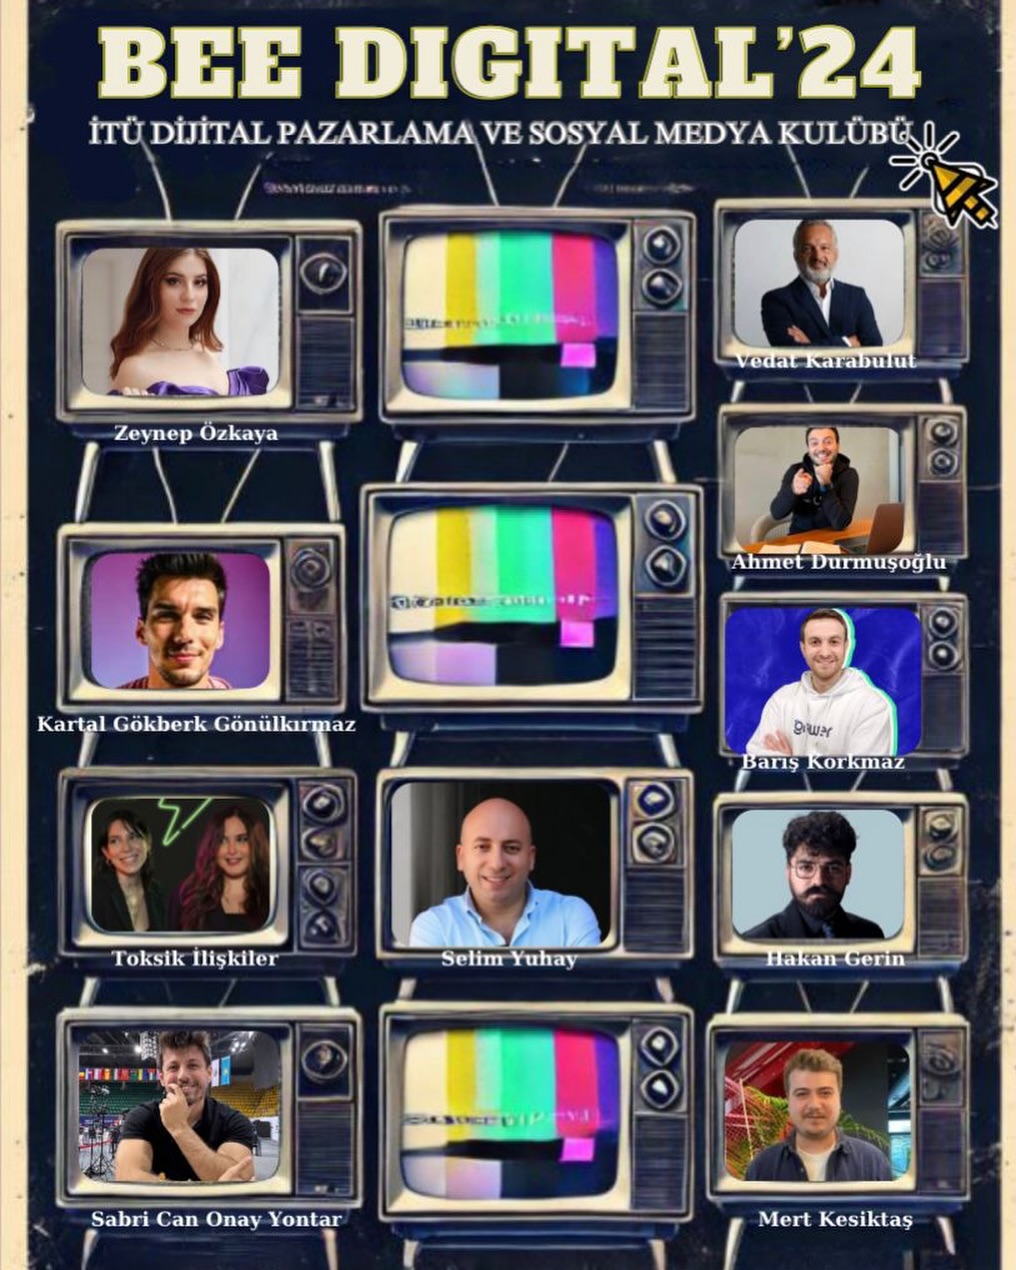 BEE DIGITAL'24
İTÜ DİJİTAL PAZARLAMA VE SOSYAL MEDYA KULÜBÜ
Zeynep Özkaya
Vedat Karabulut
Ahmet Durmuşoğlu
Kartal Gökberk Gönülkırmaz
Barış Korkmaz
Toksik İlişkiler
Selim Yuhay
Hakan Gerin
Sabri Can Onay Yontar
Mert Kesiktaş